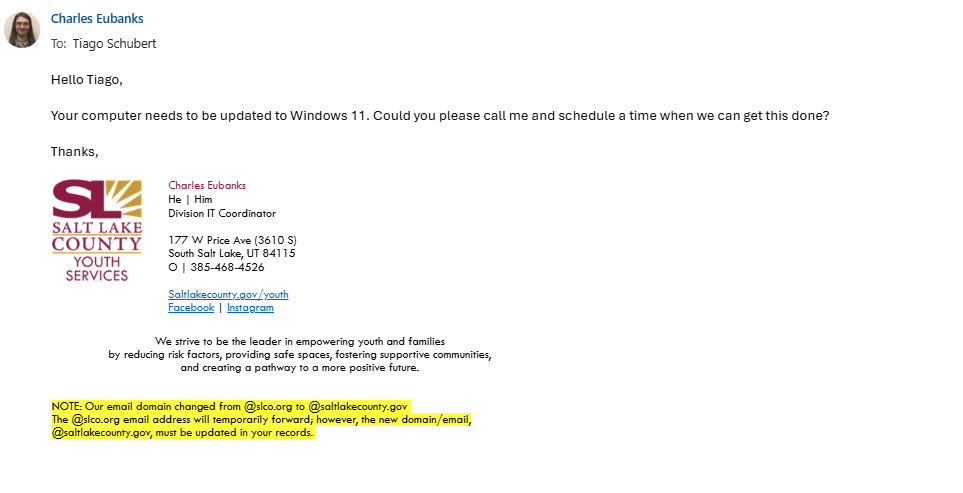 Charles Eubanks
To: Tiago Schubert
Hello Tiago,
Your computer needs to be updated to Windows 11. Could you please call me and schedule a time when we can get this done?
Thanks,
SL
SALT LAKE
COUNTY
YOUTH
SERVICES
Charles Eubanks
He | Him
Division IT Coordinator
177 W Price Ave (3610 S)
South Salt Lake, UT 84115
O | 385-468-4526
Saltlakecounty.gov/youth
Facebook | Instagram
We strive to be the leader in empowering youth and families
by reducing risk factors, providing safe spaces, fostering supportive communities,
and creating a pathway to a more positive future.
NOTE: Our email domain changed from @slco.org to @saltlakecounty.gov
The @slco.org email address will temporarily forward; however, the new domain/email,
@saltlakecounty.gov, must be updated in your records.